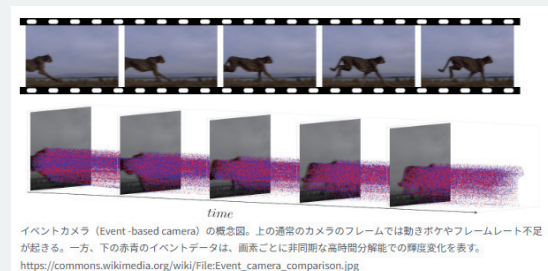 time
イベントカメラ（Event -based camera）の概念図。上の通常のカメラのフレームでは動きボケやフレームレート不足
が起きる。一方、下の赤青のイベントデータは、画素ごとに非同期な高時間分解能での輝度変化を表す。
https://commons.wikimedia.org/wiki/File:Event_camera_comparison.jpg